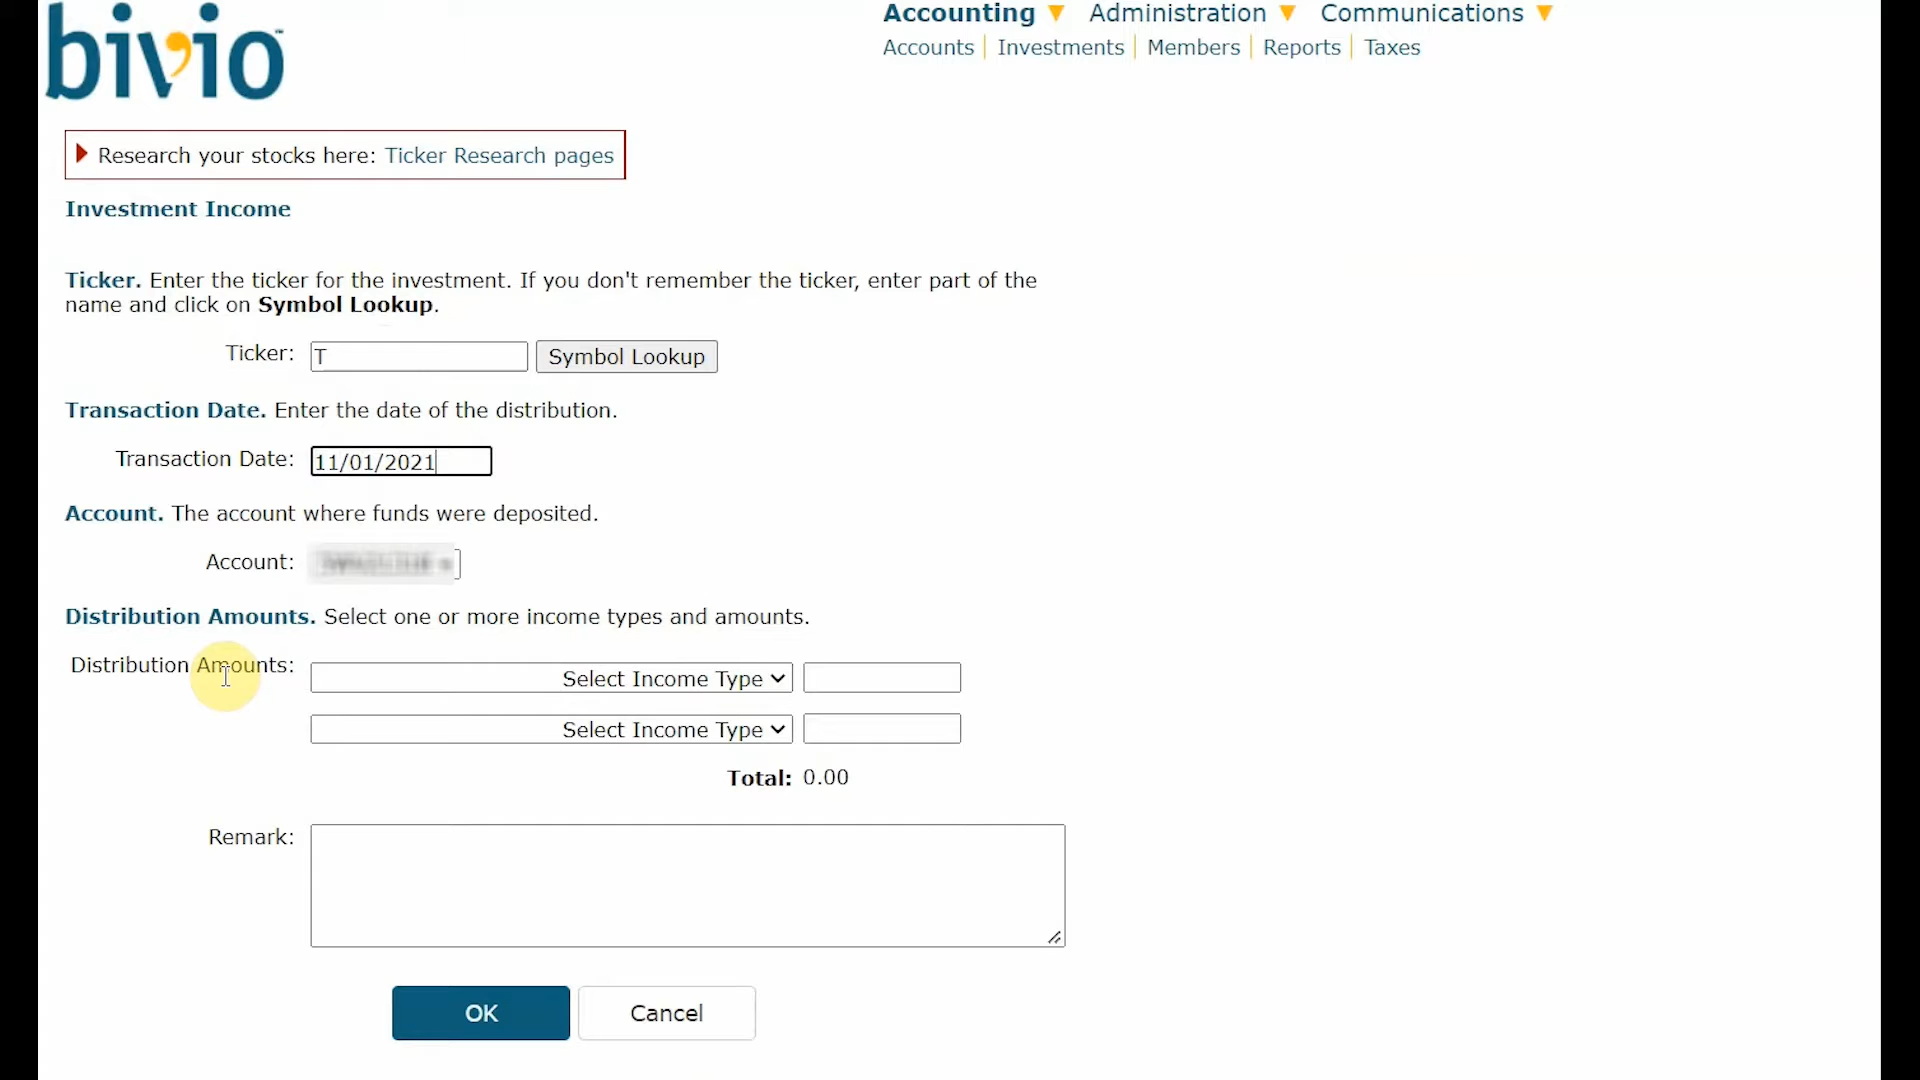 bivio™
Accounting Administration Communications
Accounts Investments Members Reports Taxes
Research your stocks here: Ticker Research pages
Investment Income
Ticker. Enter the ticker for the investment. If you don't remember the ticker, enter part of the
name and click on Symbol Lookup.
Ticker: T Symbol Lookup
Transaction Date. Enter the date of the distribution.
Transaction Date: 11/01/2021
Account. The account where funds were deposited.
Account:
Distribution Amounts. Select one or more income types and amounts.
Distribution Amounts: Select Income Type
Select Income Type
Total: 0.00
Remark:
OK Cancel